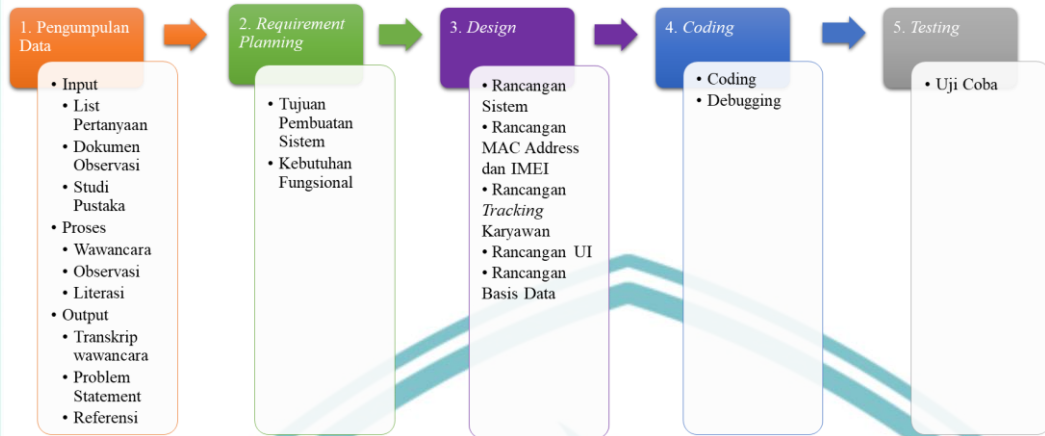 1. Pengumpulan
Data
• Input
• List
Pertanyaan
• Dokumen
Observasi
• Studi
Pustaka
• Proses
• Wawancara
• Observasi
• Literasi
• Output
• Transkrip
wawancara
• Problem
Statement
• Referensi
2. Requirement
Planning
• Tujuan
Pembuatan
Sistem
• Kebutuhan
Fungsional
3. Design
• Rancangan
Sistem
• Rancangan
MAC Address
dan IMEI
• Rancangan
Tracking
Karyawan
• Rancangan UI
• Rancangan
Basis Data
4. Coding
• Coding
• Debugging
5. Testing
• Uji Coba